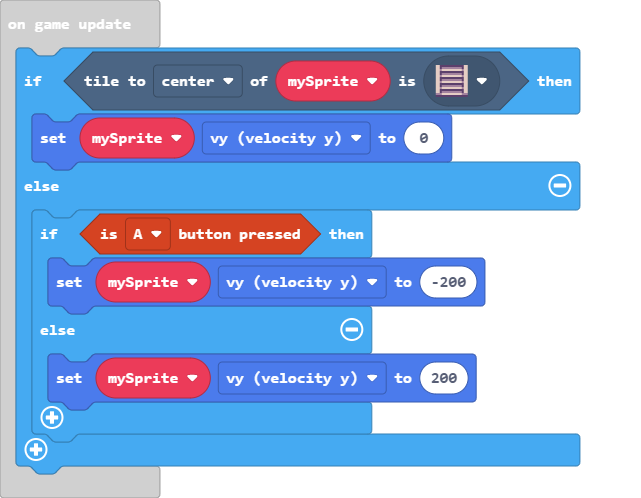 on game update
if tile to center of mySprite is then
set mySprite vy (velocity y) to 0
else
if is A button pressed then
set mySprite vy (velocity y) to -200
else
set mySprite vy (velocity y) to 200